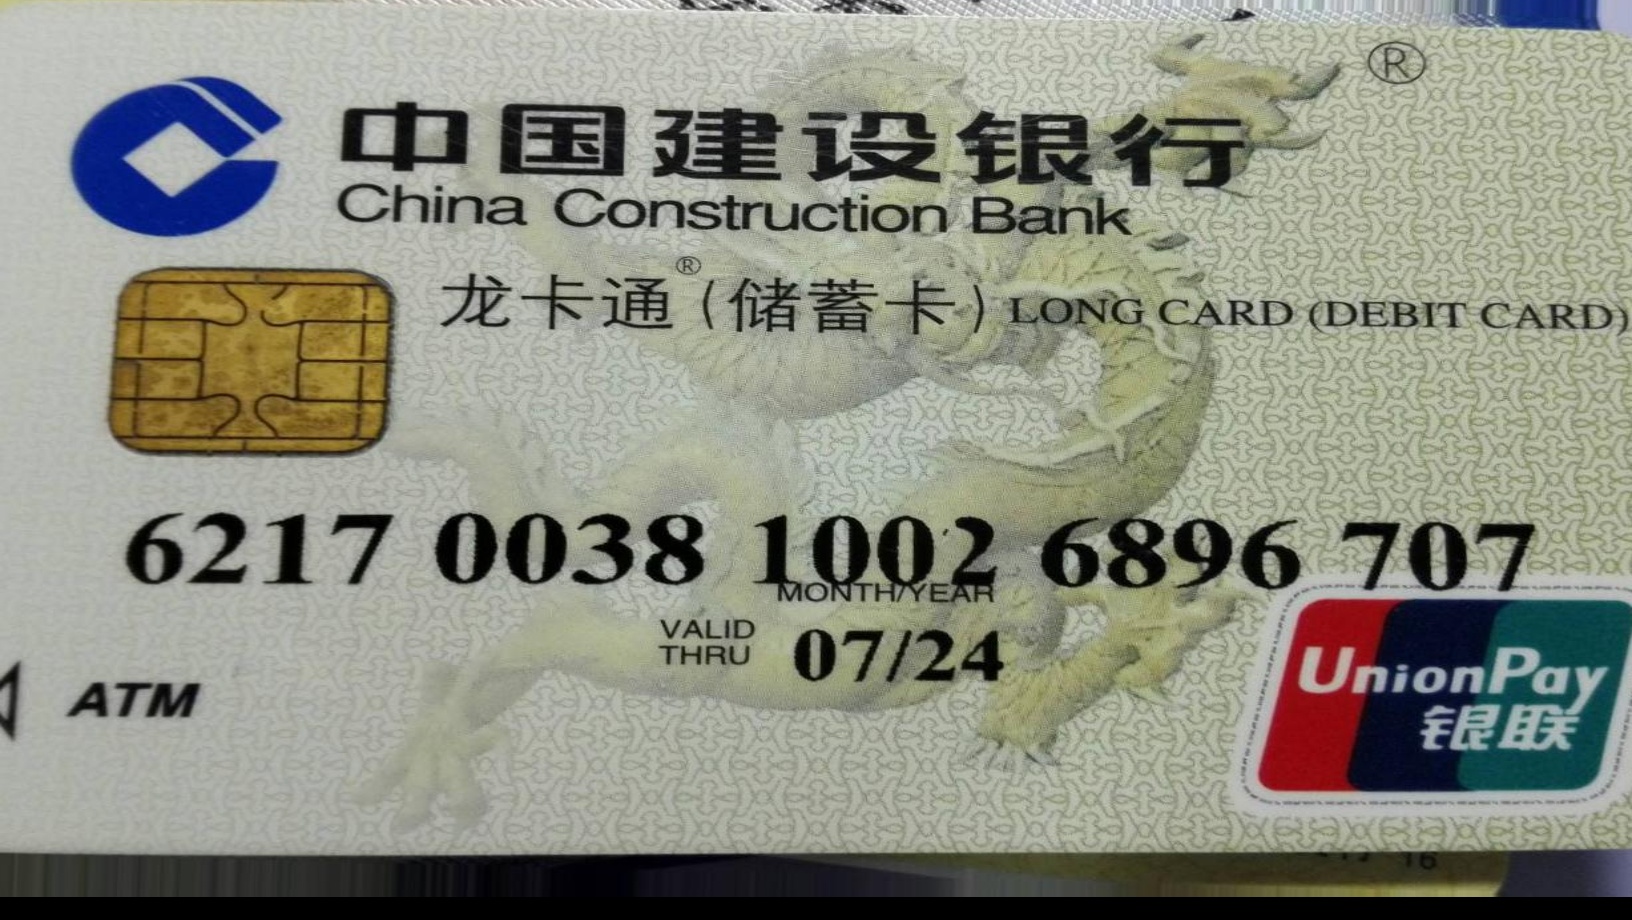 ®
中国建设银行
China Construction Bank
龙卡通®(储蓄卡) LONG CARD (DEBIT CARD)
6217 0038 1002 6896 707
MONTH/YEAR
VALID THRU 07/24
ATM
UnionPay
银联
16